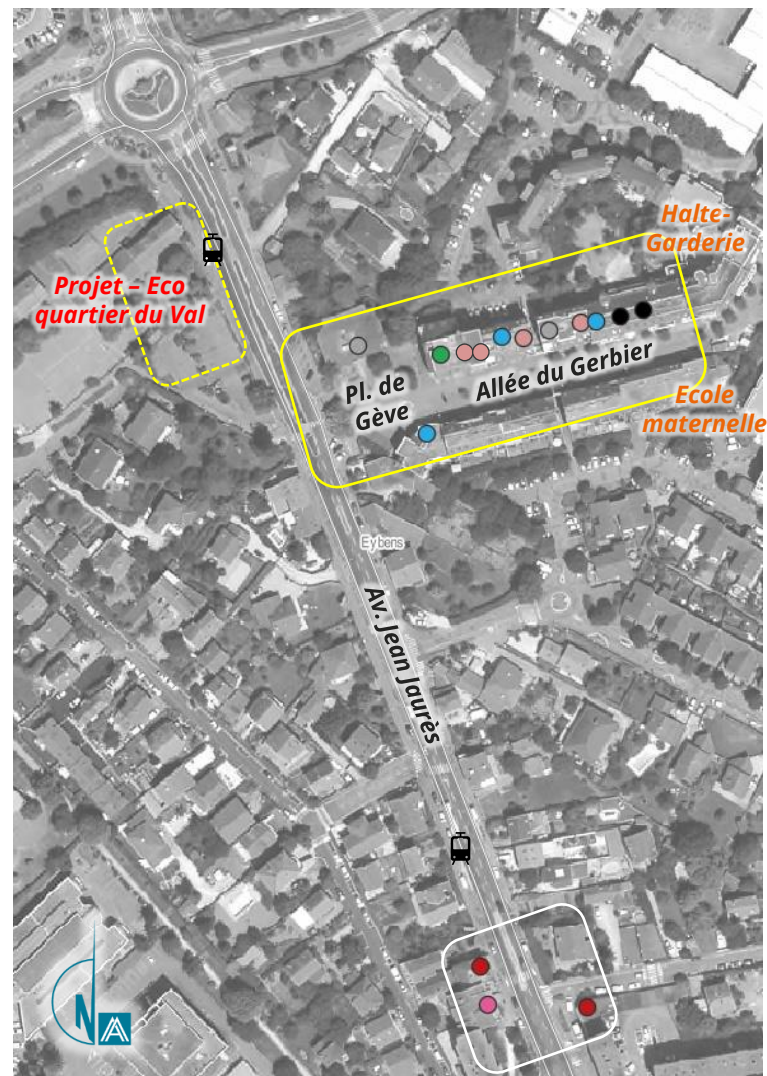 Halte-
Garderie
Projet – Eco
quartier du Val
Pl. de
Gève
Allée du Gerbier
Ecole
maternelle
Eybens
Av. Jean Jaurès
N